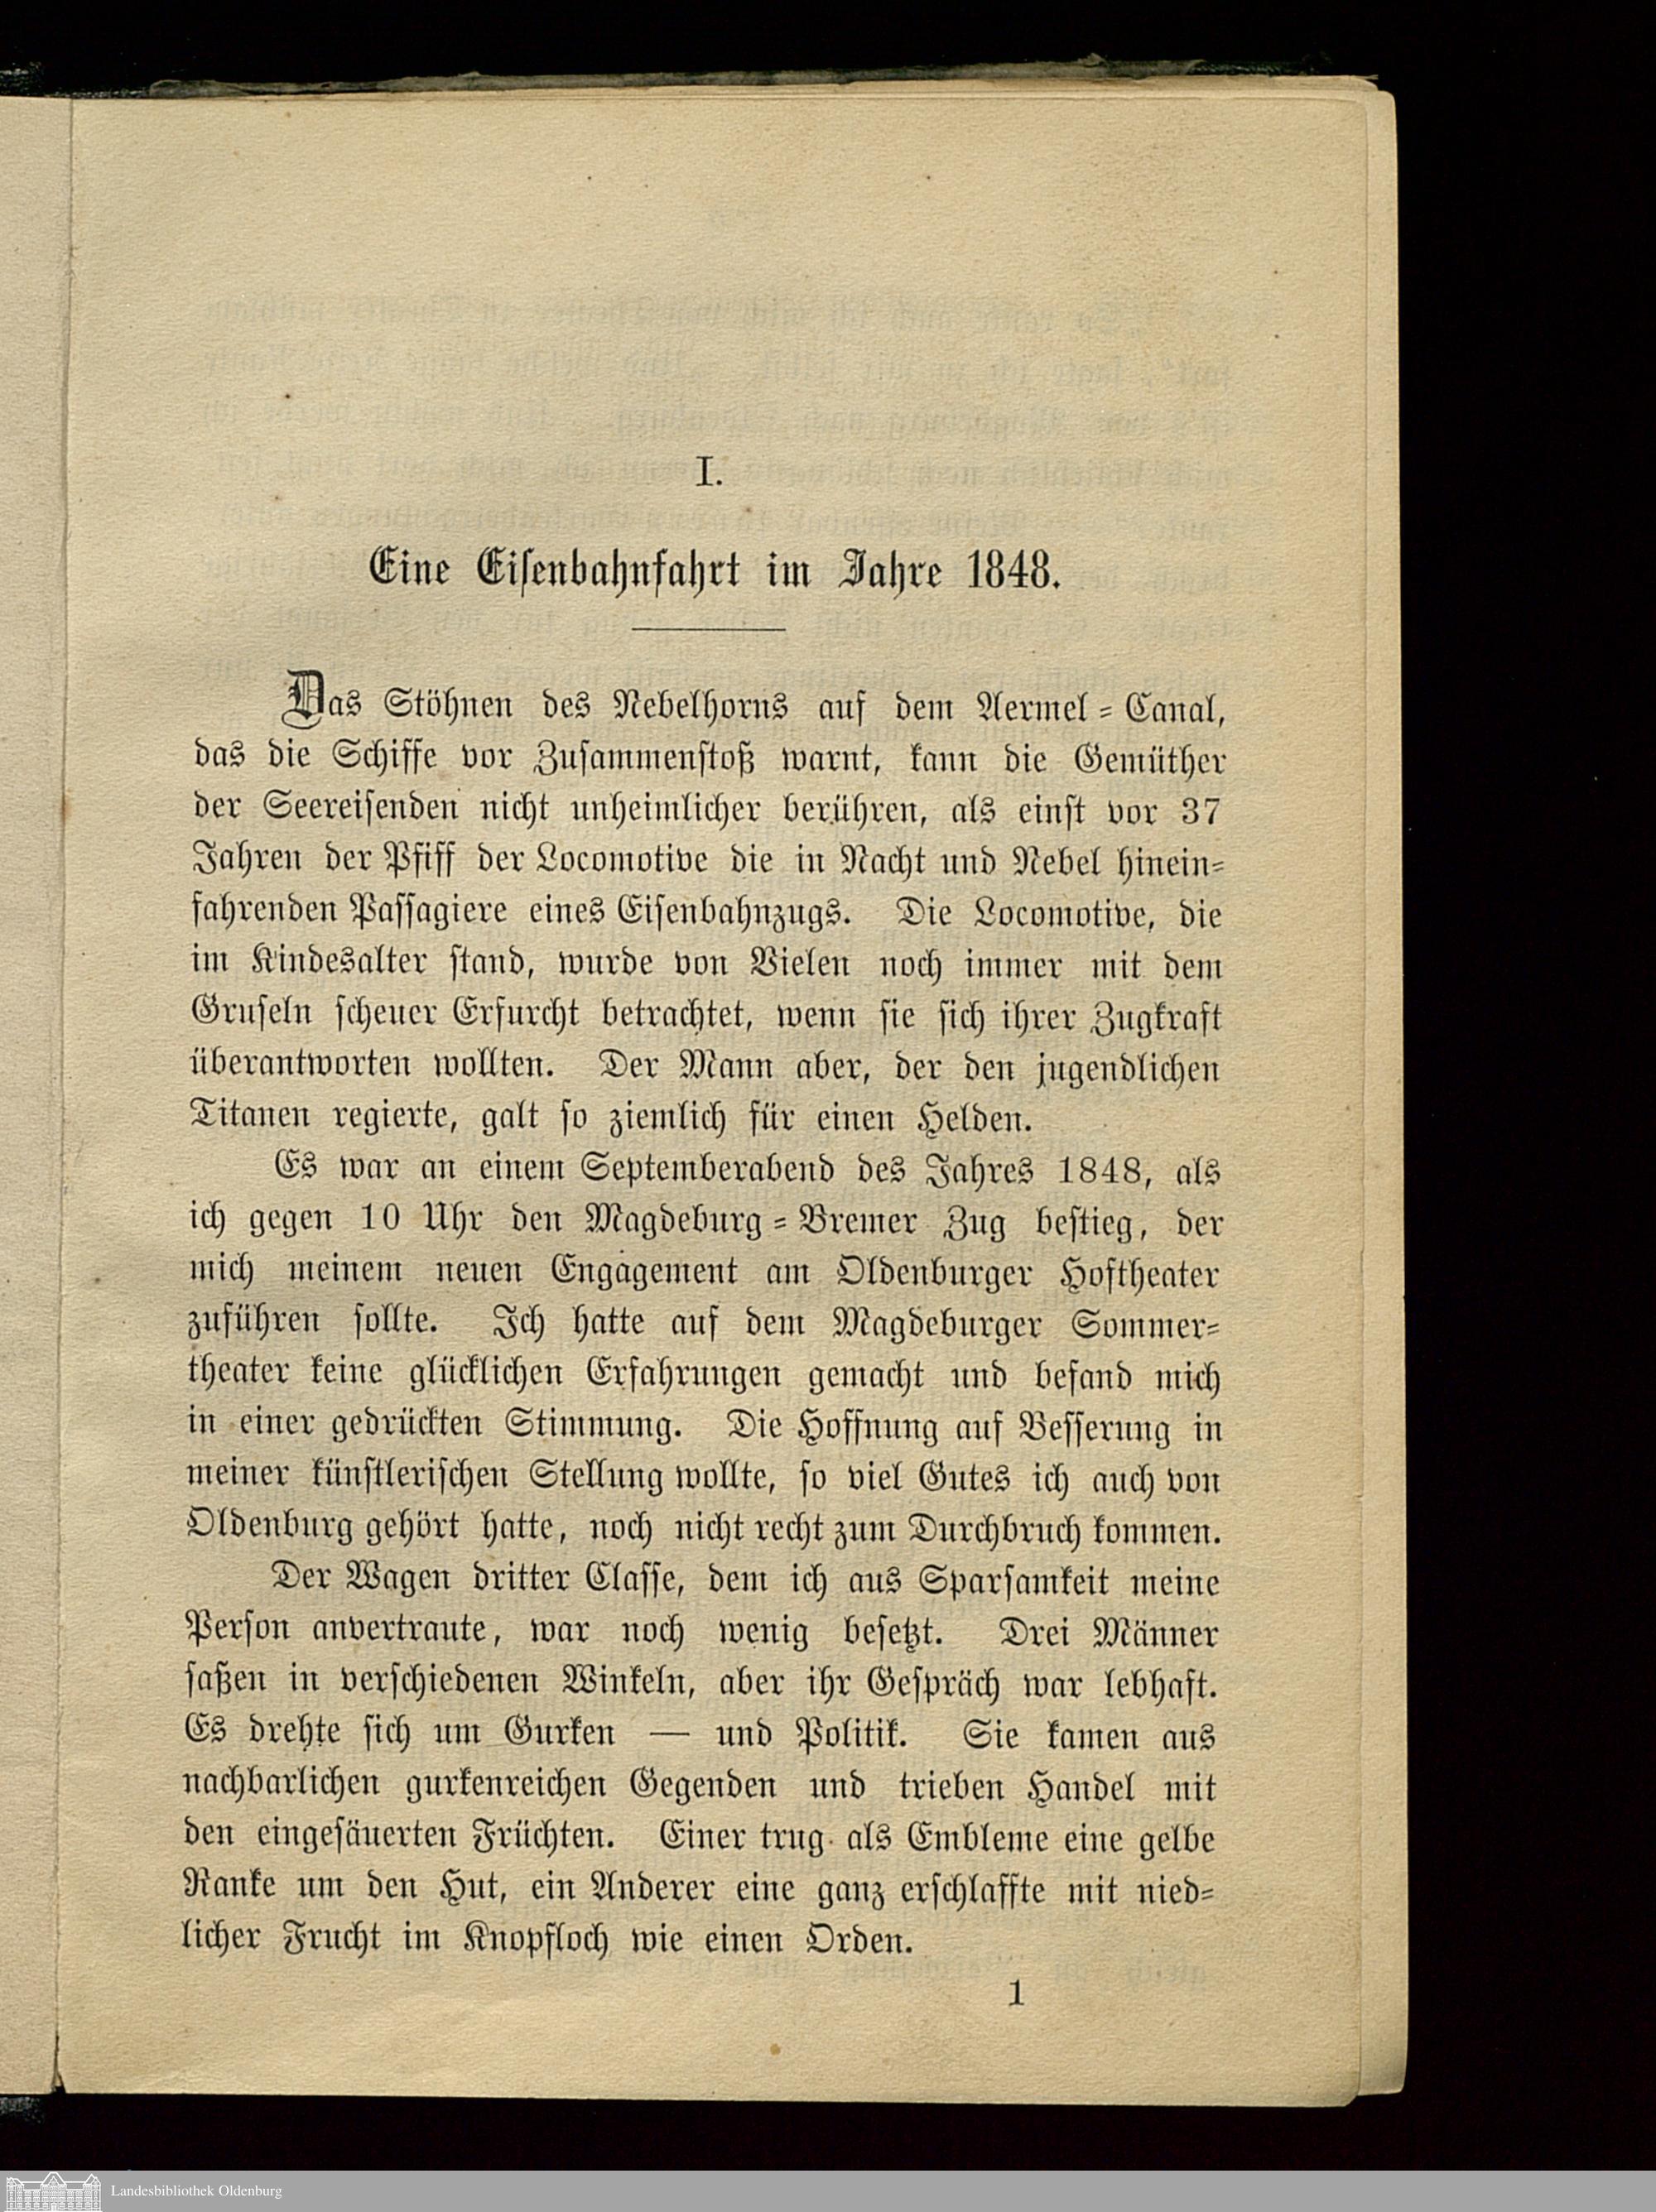 I.
Eine Eisenbahnfahrt im Jahre 1848.
Das Stöhnen des Nebelhorns auf dem Aermel-Canal,
das die Schiffe vor Zusammenstoß warnt, kann die Gemüther
der Seereisenden nicht unheimlicher berühren, als einst vor 37
Jahren der Pfiff der Locomotive die in Nacht und Nebel hinein-
fahrenden Passagiere eines Eisenbahnzugs. Die Locomotive, die
im Kindesalter stand, wurde von Vielen noch immer mit dem
Gruseln scheuer Erfurcht betrachtet, wenn sie sich ihrer Zugkraft
überantworten wollten. Der Mann aber, der den jugendlichen
Titanen regierte, galt so ziemlich für einen Helden.
Es war an einem Septemberabend des Jahres 1848, als
ich gegen 10 Uhr den Magdeburg-Bremer Zug bestieg, der
mich meinem neuen Engagement am Oldenburger Hoftheater
zuführen sollte. Ich hatte auf dem Magdeburger Sommer-
theater keine glücklichen Erfahrungen gemacht und befand mich
in einer gedrückten Stimmung. Die Hoffnung auf Besserung in
meiner künstlerischen Stellung wollte, so viel Gutes ich auch von
Oldenburg gehört hatte, noch nicht recht zum Durchbruch kommen.
Der Wagen dritter Classe, dem ich aus Sparsamkeit meine
Person anvertraute, war noch wenig besetzt. Drei Männer
saßen in verschiedenen Winkeln, aber ihr Gespräch war lebhaft.
Es drehte sich um Gurken — und Politik. Sie kamen aus
nachbarlichen gurkenreichen Gegenden und trieben Handel mit
den eingesäuerten Früchten. Einer trug als Embleme eine gelbe
Ranke um den Hut, ein Anderer eine ganz erschlaffte mit nied-
licher Frucht im Knopfloch wie einen Orden.
1
Landesbibliothek Oldenburg